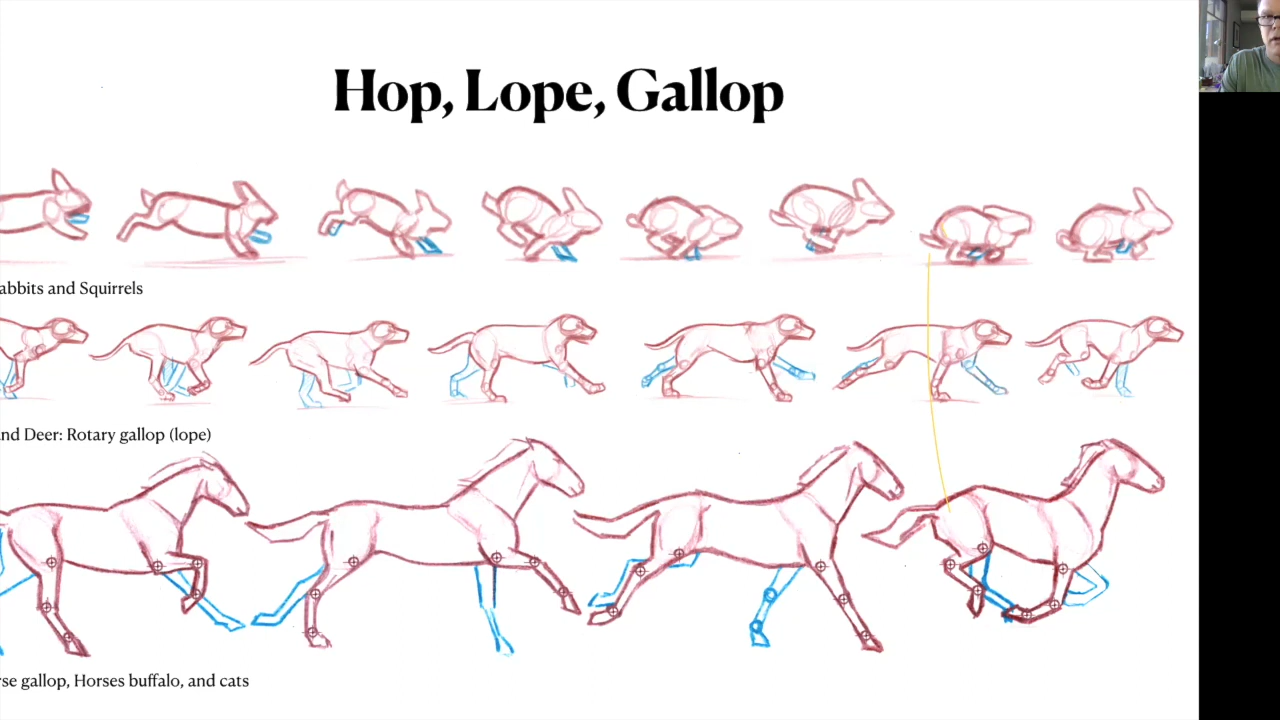 Hop, Lope, Gallop
abbits and Squirrels
nd Deer: Rotary gallop (lope)
rse gallop, Horses buffalo, and cats